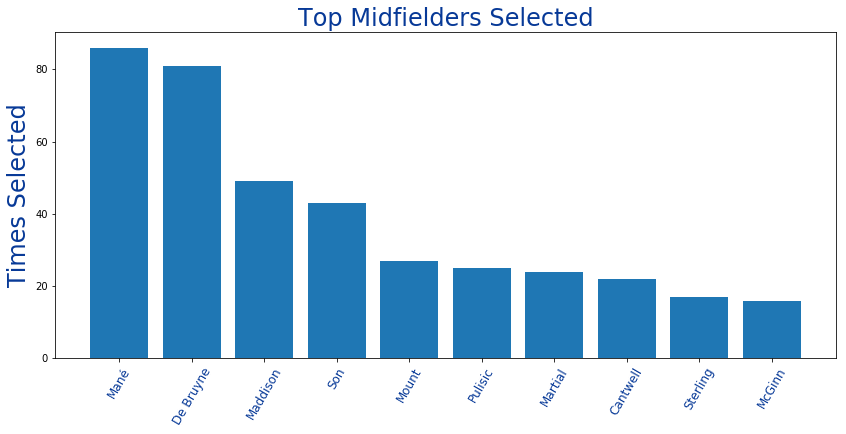 Top Midfielders Selected
Times Selected
80
60
40
20
0
Mané
De Bruyne
Maddison
Son
Mount
Pulisic
Martial
Cantwell
Sterling
McGinn